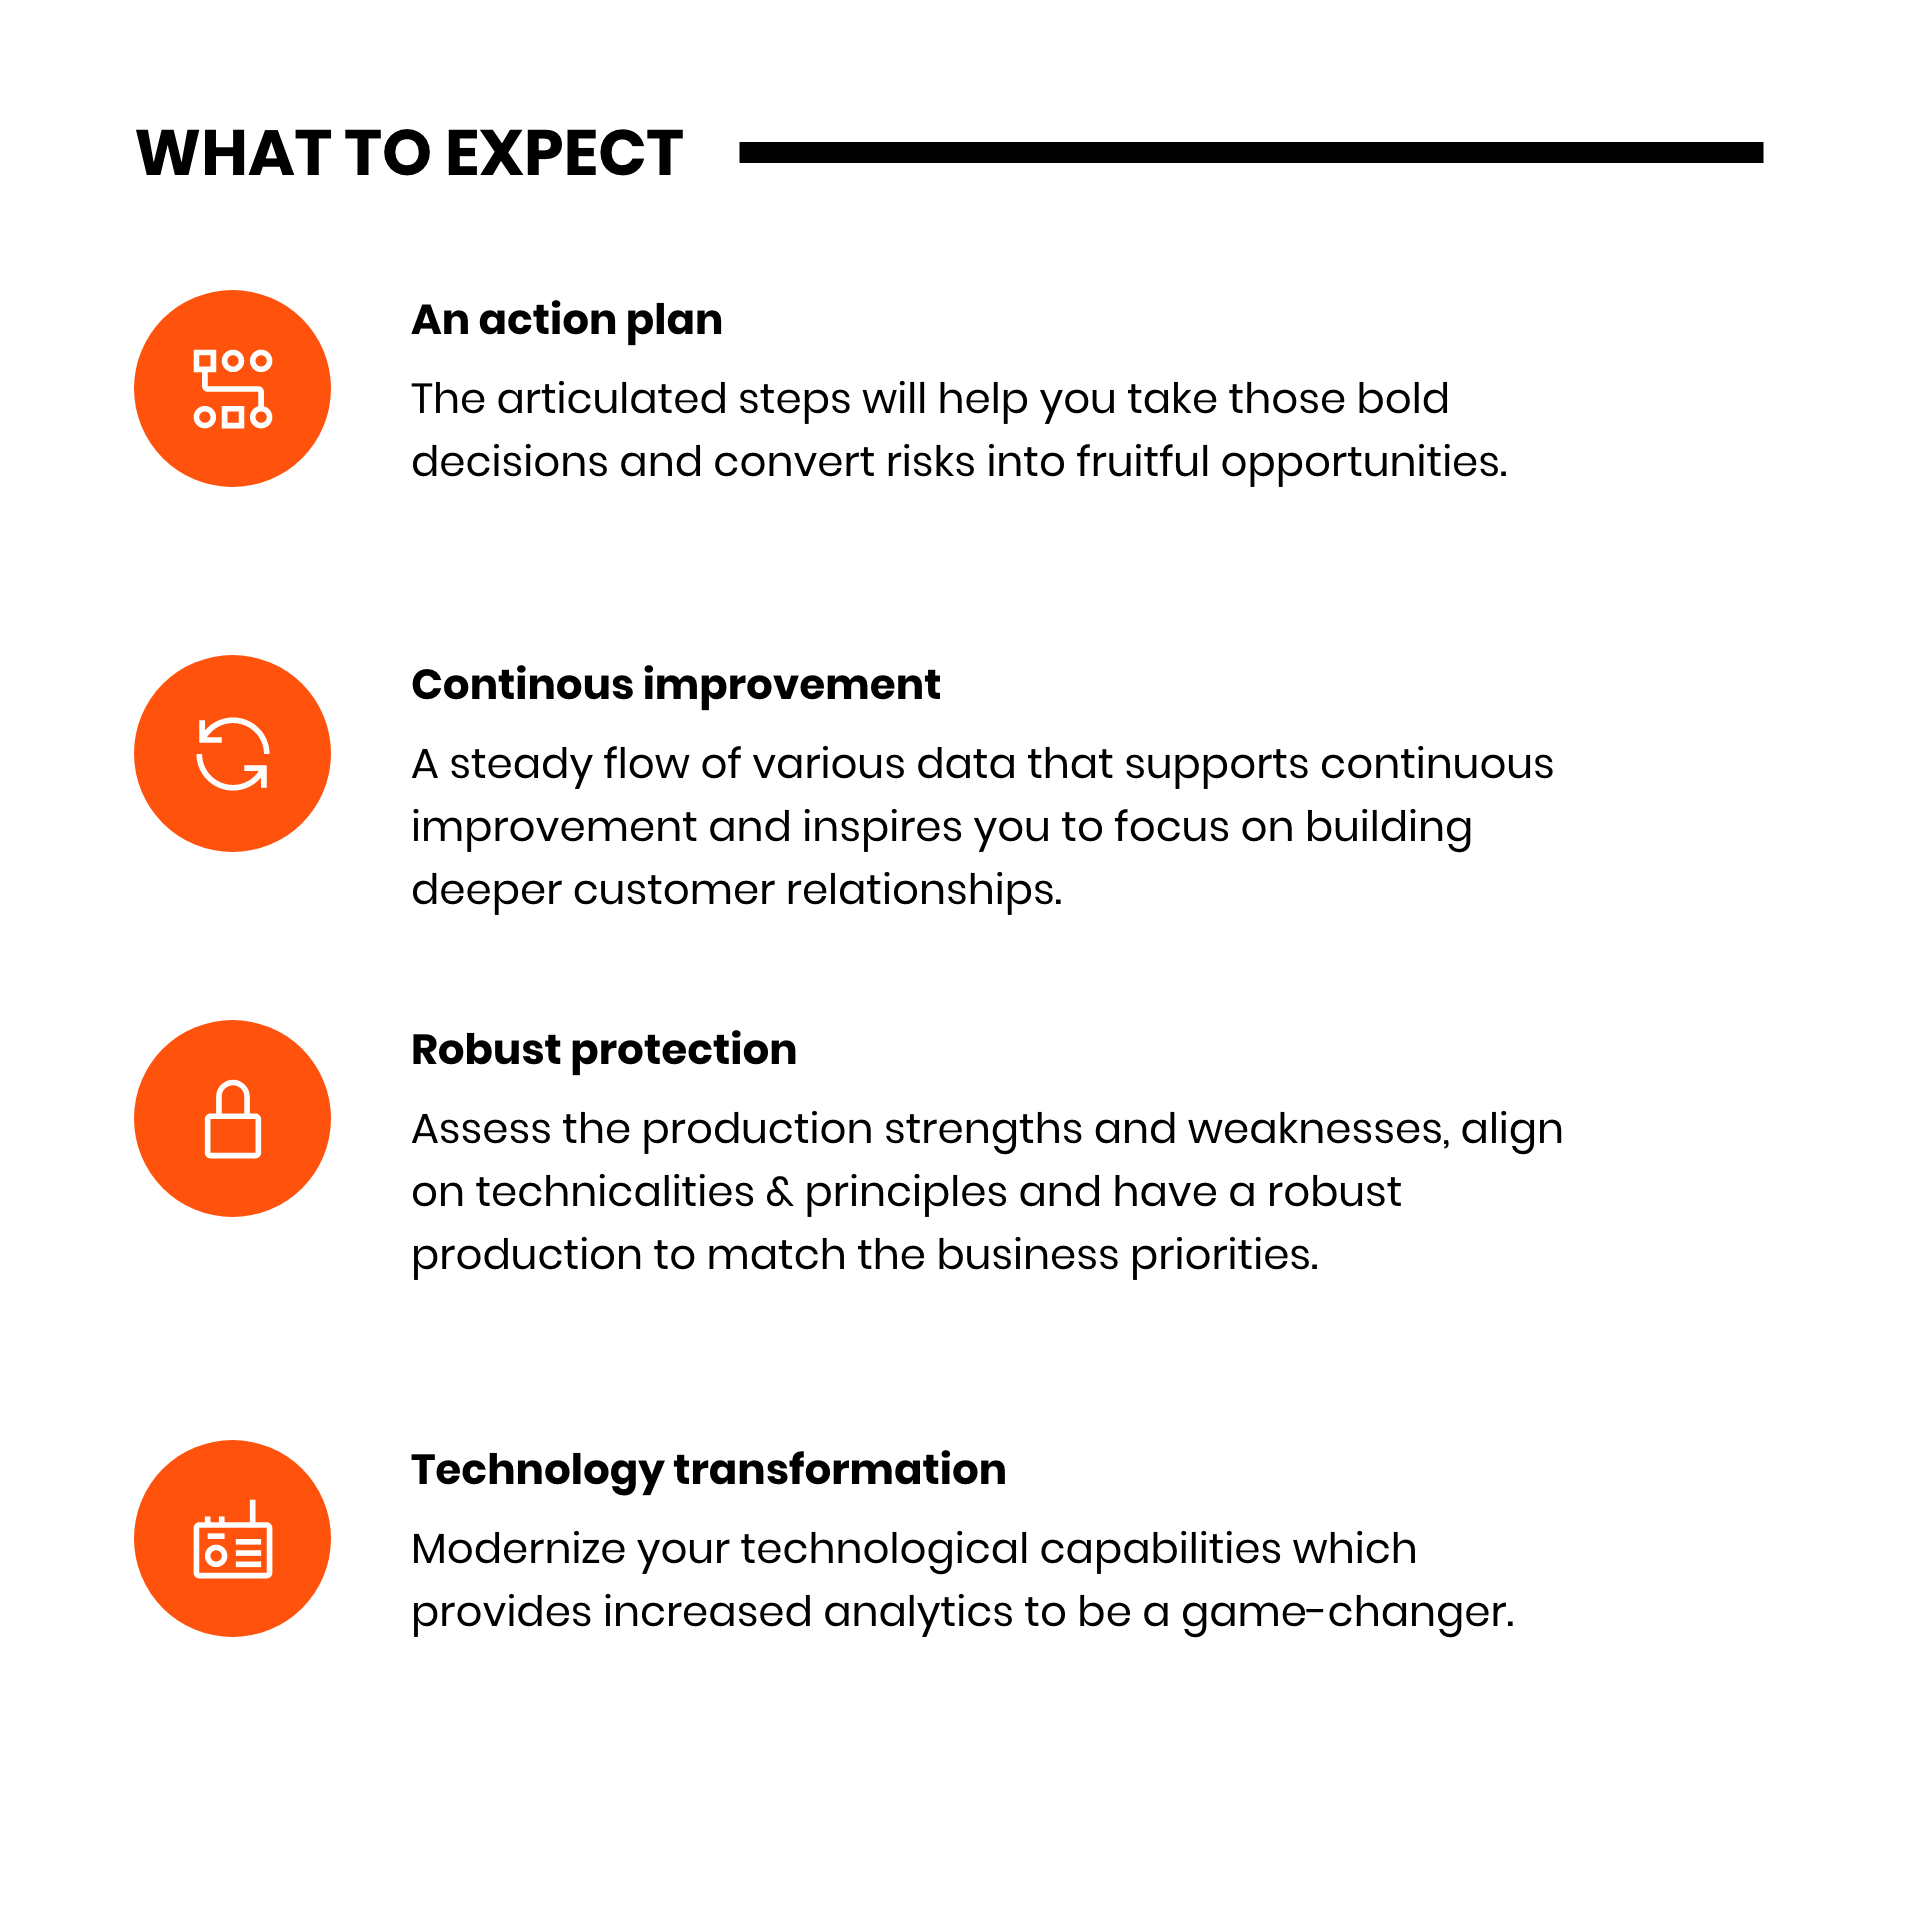 WHAT TO EXPECT
An action plan
The articulated steps will help you take those bold
decisions and convert risks into fruitful opportunities.
Continous improvement
A steady flow of various data that supports continuous
improvement and inspires you to focus on building
deeper customer relationships.
Robust protection
Assess the production strengths and weaknesses, align
on technicalities & principles and have a robust
production to match the business priorities.
Technology transformation
Modernize your technological capabilities which
provides increased analytics to be a game-changer.